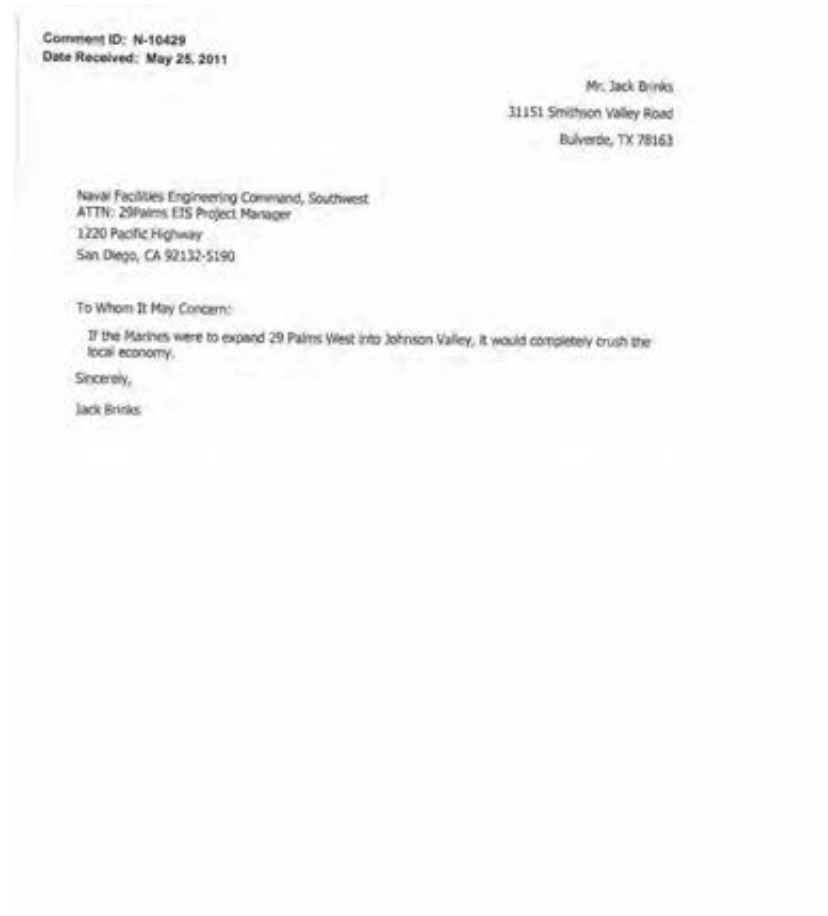 Comment ID: N-10429
Date Received: May 25, 2011
Mr. Jack Brinks
31151 Smithson Valley Road
Bulverde, TX 78163
Naval Facilities Engineering Command, Southwest
ATTN: 29Palms EIS Project Manager
1220 Pacific Highway
San Diego, CA 92132-5190
To Whom It May Concern:
If the Marines were to expand 29 Palms West into Johnson Valley, it would completely crush the
local economy.
Sincerely,
Jack Brinks